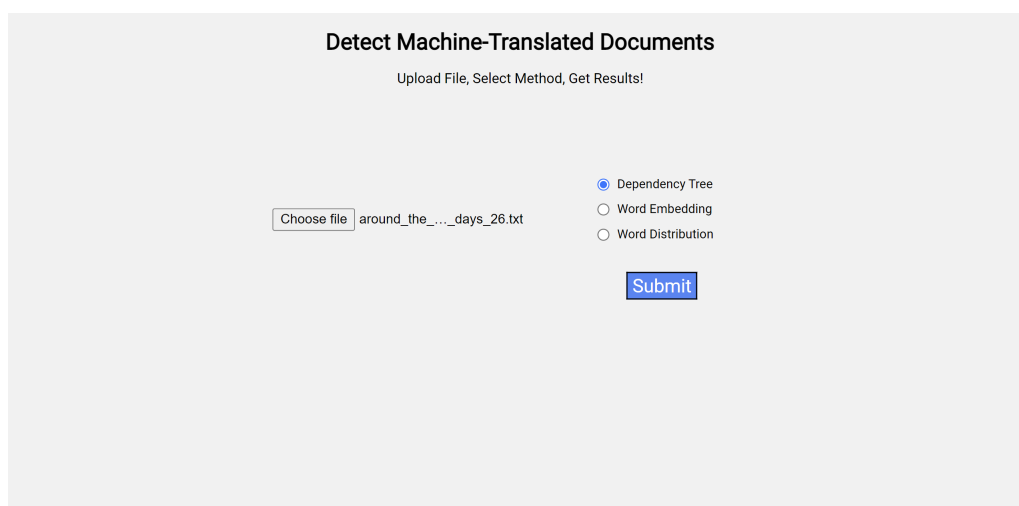 Detect Machine-Translated Documents
Upload File, Select Method, Get Results!
Choose file around_the_…_days_26.txt
Dependency Tree
Word Embedding
Word Distribution
Submit